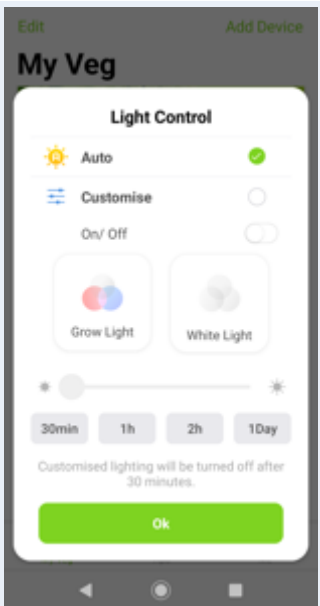 Edit Add Device
My Veg
Light Control
Auto
Customise
On/ Off
Grow Light White Light
30min 1h 2h 1Day
Customised lighting will be turned off after
30 minutes.
Ok